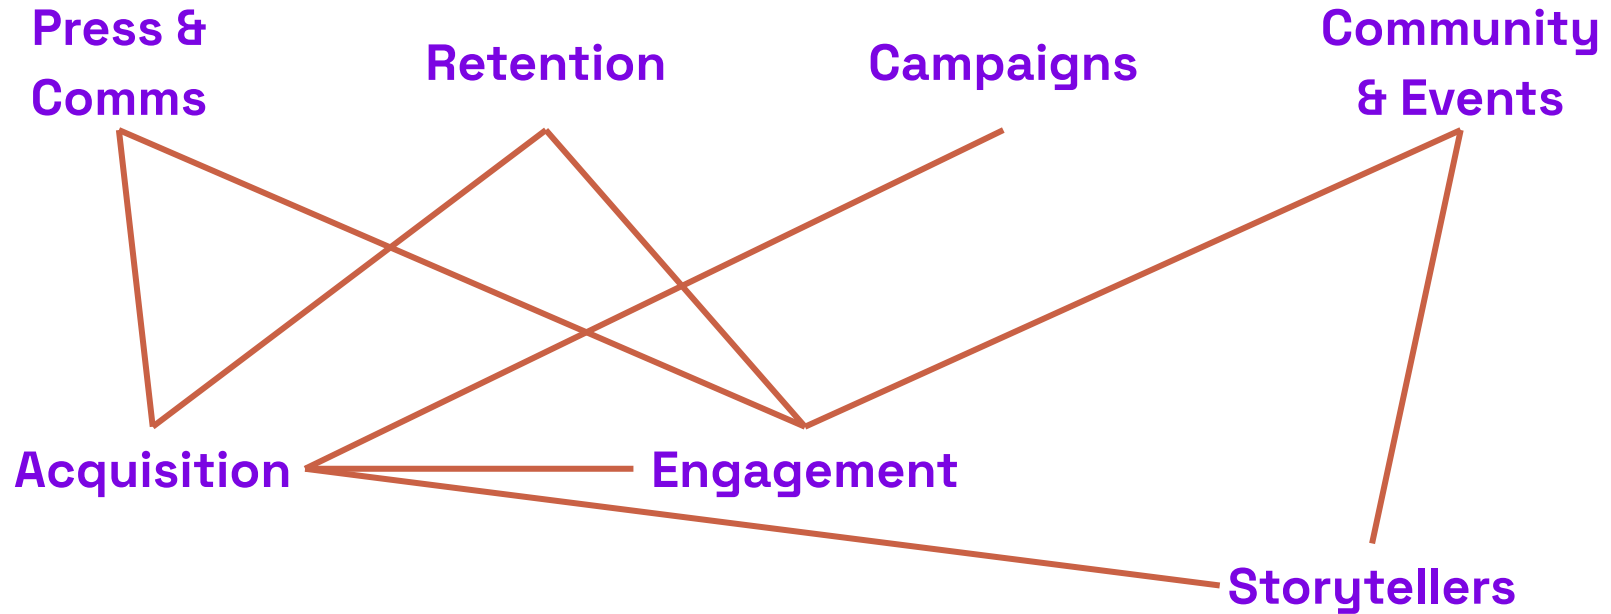 Press &
Comms
Retention
Campaigns
Community
& Events
Acquisition
Engagement
Storytellers